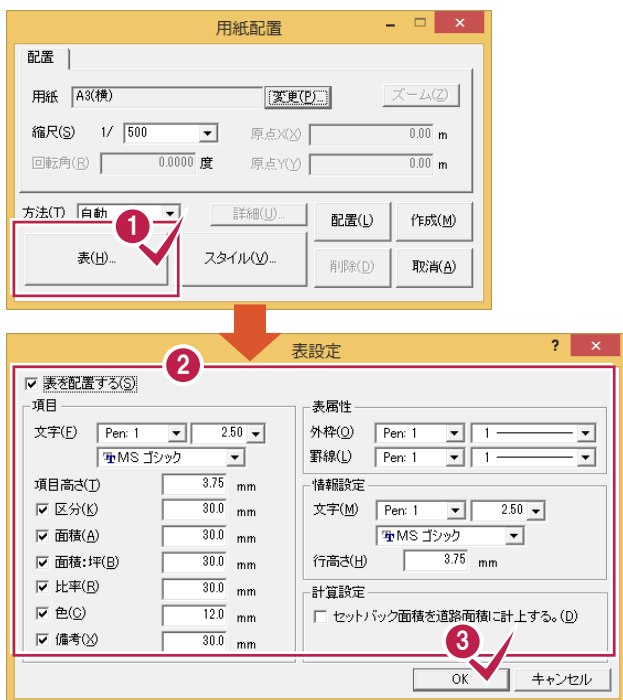 用紙配置
配置
用紙 A3(横) 変更(P)... ズーム(Z)
縮尺(S) 1/ 500 原点X(X) 0.00 m
回転角(R) 0.0000 度 原点Y(Y) 0.00 m
方法(T) 自動 詳細(U)... 配置(L) 作成(M)
1
表(H)... スタイル(V)... 削除(D) 取消(A)
表設定 ? ×
2
表を配置する(S)
項目
文字(F) Pen: 1 2.50
MS ゴシック
項目高さ(T) 3.75 mm
区分(K) 30.0 mm
面積(A) 30.0 mm
面積:坪(B) 30.0 mm
比率(R) 30.0 mm
色(C) 12.0 mm
備考(X) 30.0 mm
表属性
外枠(O) Pen: 1 1
罫線(L) Pen: 1 1
情報設定
文字(M) Pen: 1 2.50
MS ゴシック
行高さ(H) 3.75 mm
計算設定
セットバック面積を道路面積に計上する。(D)
3
OK キャンセル